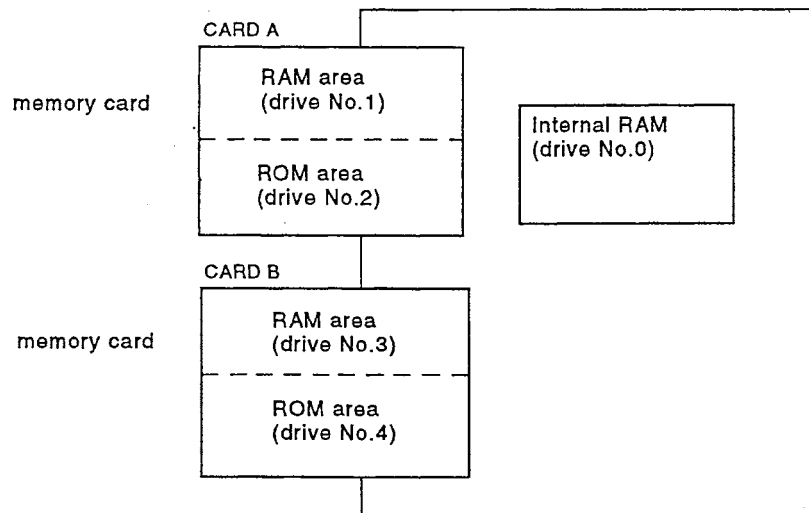 CARD A
memory card
RAM area
(drive No.1)
ROM area
(drive No.2)
Internal RAM
(drive No.0)
CARD B
memory card
RAM area
(drive No.3)
ROM area
(drive No.4)